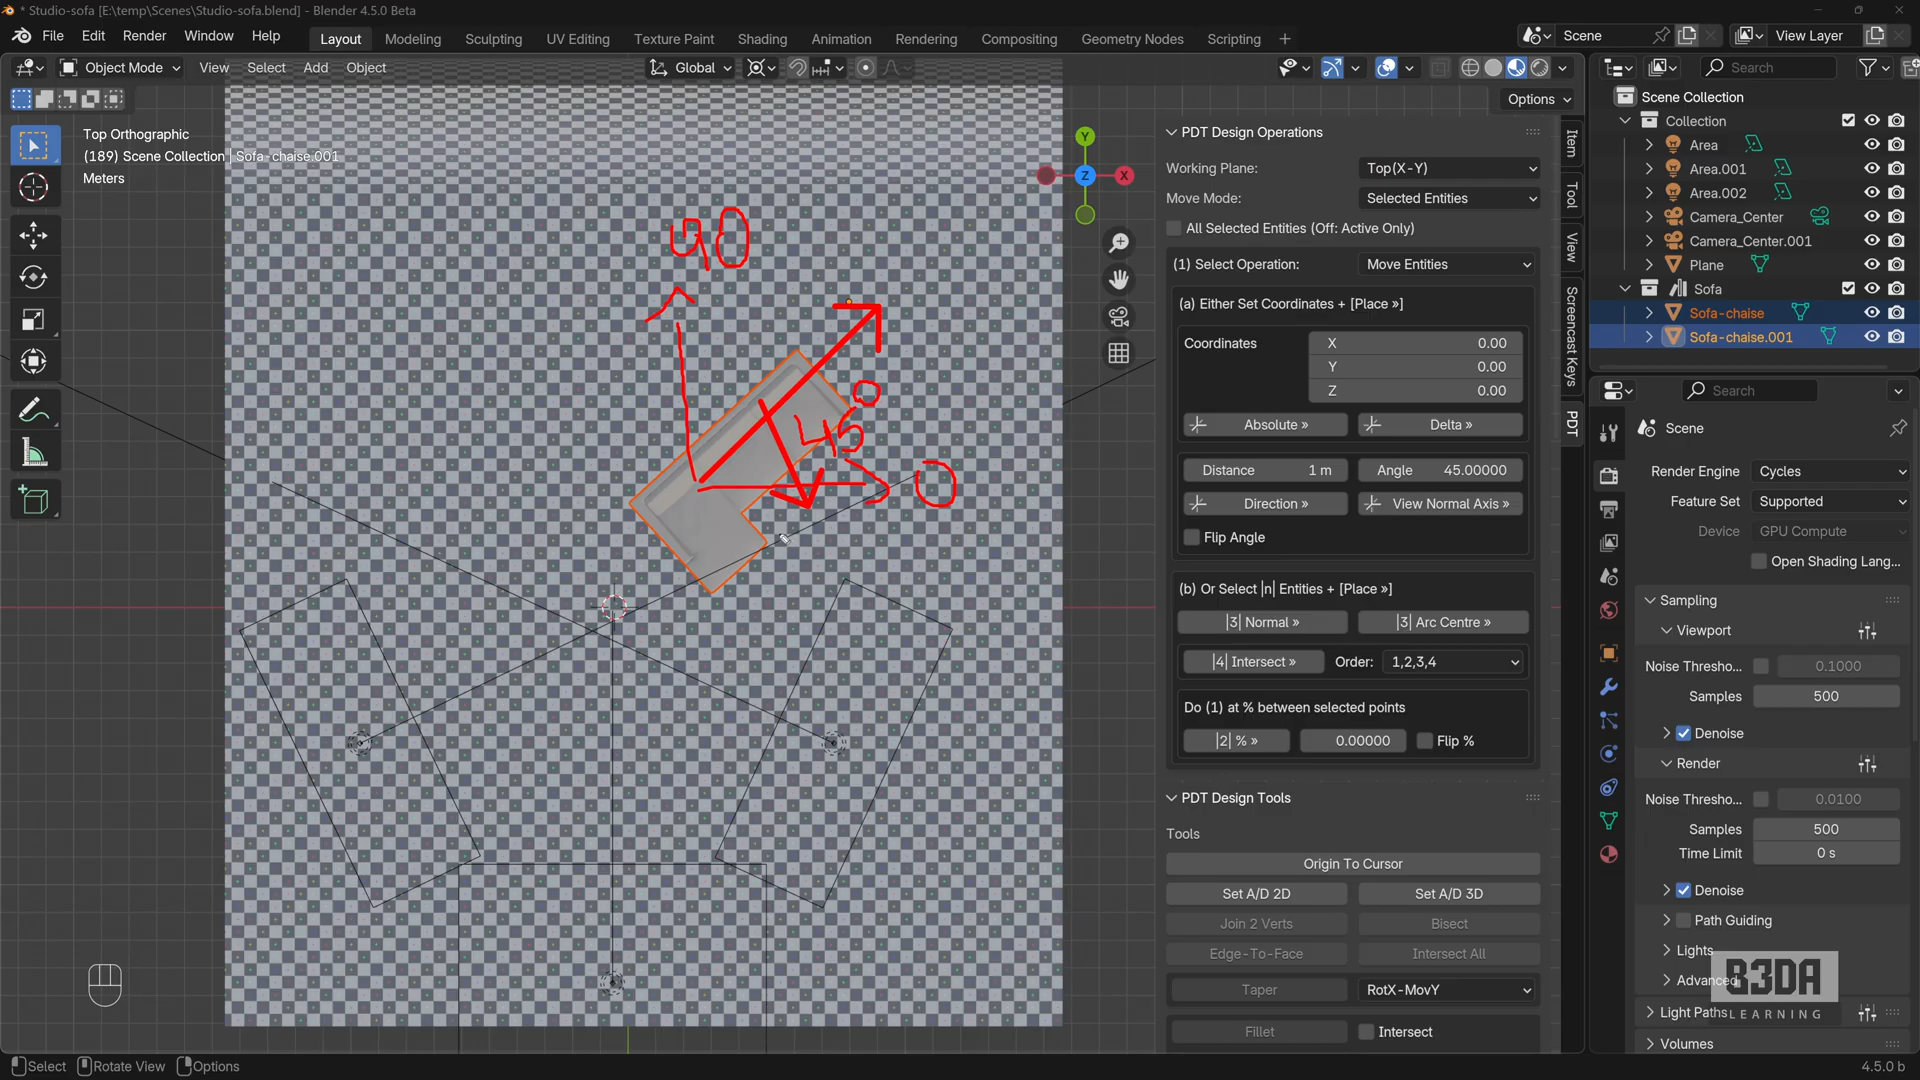 * Studio-sofa [E:\temp\Scenes\Studio-sofa.blend] - Blender 4.5.0 Beta
File Edit Render Window Help
Layout Modeling Sculpting UV Editing Texture Paint Shading Animation Rendering Compositing Geometry Nodes Scripting +
Scene
View Layer
Object Mode View Select Add Object
Global
Search
Options
Top Orthographic
(189) Scene Collection | Sofa-chaise.001
Meters
Y
Z
X
90
45°
0
PDT Design Operations
Working Plane: Top(X-Y)
Move Mode: Selected Entities
All Selected Entities (Off: Active Only)
(1) Select Operation: Move Entities
(a) Either Set Coordinates + [Place »]
Coordinates X 0.00
Y 0.00
Z 0.00
Absolute » Delta »
Distance 1 m Angle 45.00000
Direction » View Normal Axis »
Flip Angle
(b) Or Select |n| Entities + [Place »]
|3| Normal » |3| Arc Centre »
|4| Intersect » Order: 1,2,3,4
Do (1) at % between selected points
|2| % » 0.00000 Flip %
PDT Design Tools
Tools
Origin To Cursor
Set A/D 2D Set A/D 3D
Join 2 Verts Bisect
Edge-To-Face Intersect All
Taper RotX-MovY
Fillet Intersect
Item
Tool
View
Screencast Keys
PDT
Scene Collection
Collection
Area
Area.001
Area.002
Camera_Center
Camera_Center.001
Plane
Sofa
Sofa-chaise
Sofa-chaise.001
Search
Scene
Render Engine Cycles
Feature Set Supported
Device GPU Compute
Open Shading Lang...
Sampling
Viewport
Noise Thresho... 0.1000
Samples 500
Denoise
Render
Noise Thresho... 0.0100
Samples 500
Time Limit 0 s
Denoise
Path Guiding
Lights
Advanced
Light Paths
Volumes
B3DA
LEARNING
Select Rotate View Options
4.5.0 b